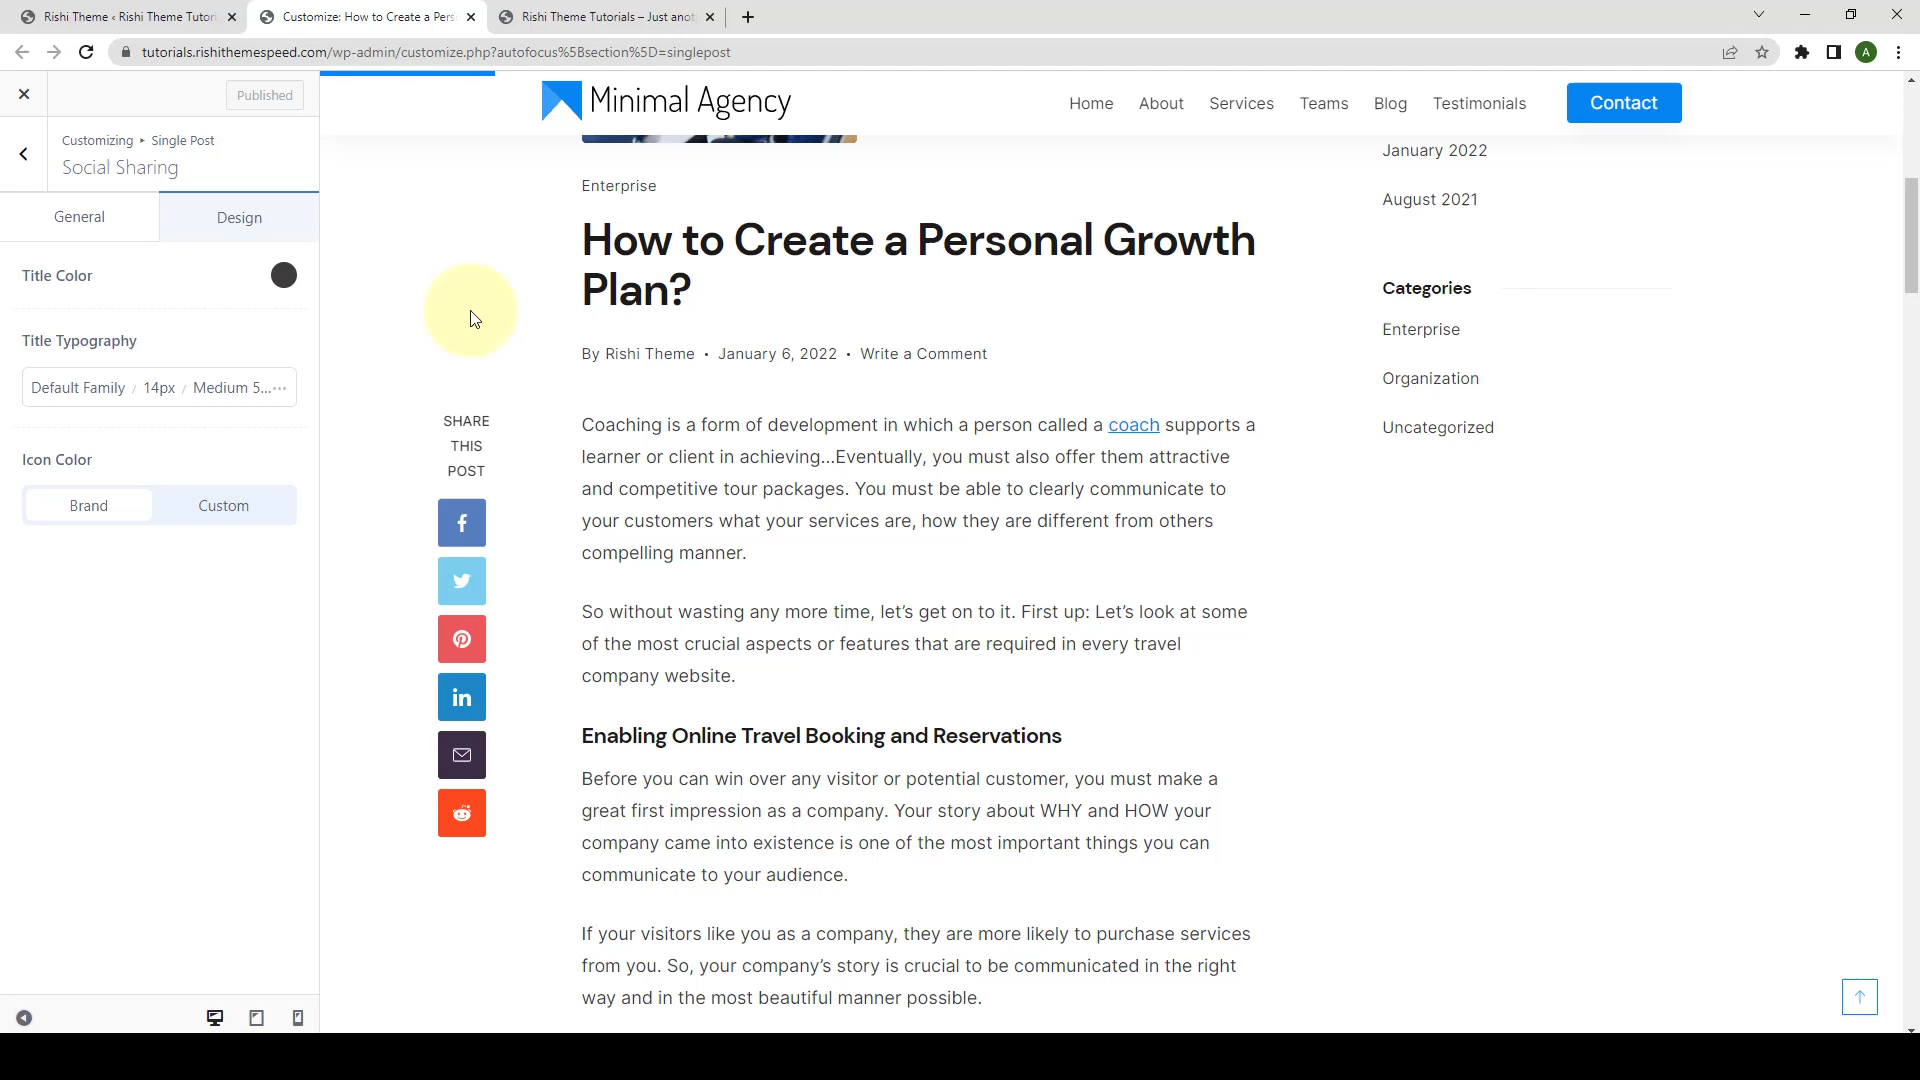 Rishi Theme ‹ Rishi Theme Tutori
Customize: How to Create a Pers
Rishi Theme Tutorials – Just anot
tutorials.rishithemespeed.com/wp-admin/customize.php?autofocus%5Bsection%5D=singlepost
A
Published
Customizing ▸ Single Post
Social Sharing
General
Design
Title Color
Title Typography
Default Family / 14px / Medium 5...
Icon Color
Brand
Custom
Minimal Agency
Home
About
Services
Teams
Blog
Testimonials
Contact
Enterprise
How to Create a Personal Growth
Plan?
By Rishi Theme • January 6, 2022 • Write a Comment
SHARE
THIS
POST
Coaching is a form of development in which a person called a coach supports a
learner or client in achieving...Eventually, you must also offer them attractive
and competitive tour packages. You must be able to clearly communicate to
your customers what your services are, how they are different from others
compelling manner.
So without wasting any more time, let’s get on to it. First up: Let’s look at some
of the most crucial aspects or features that are required in every travel
company website.
Enabling Online Travel Booking and Reservations
Before you can win over any visitor or potential customer, you must make a
great first impression as a company. Your story about WHY and HOW your
company came into existence is one of the most important things you can
communicate to your audience.
If your visitors like you as a company, they are more likely to purchase services
from you. So, your company’s story is crucial to be communicated in the right
way and in the most beautiful manner possible.
January 2022
August 2021
Categories
Enterprise
Organization
Uncategorized